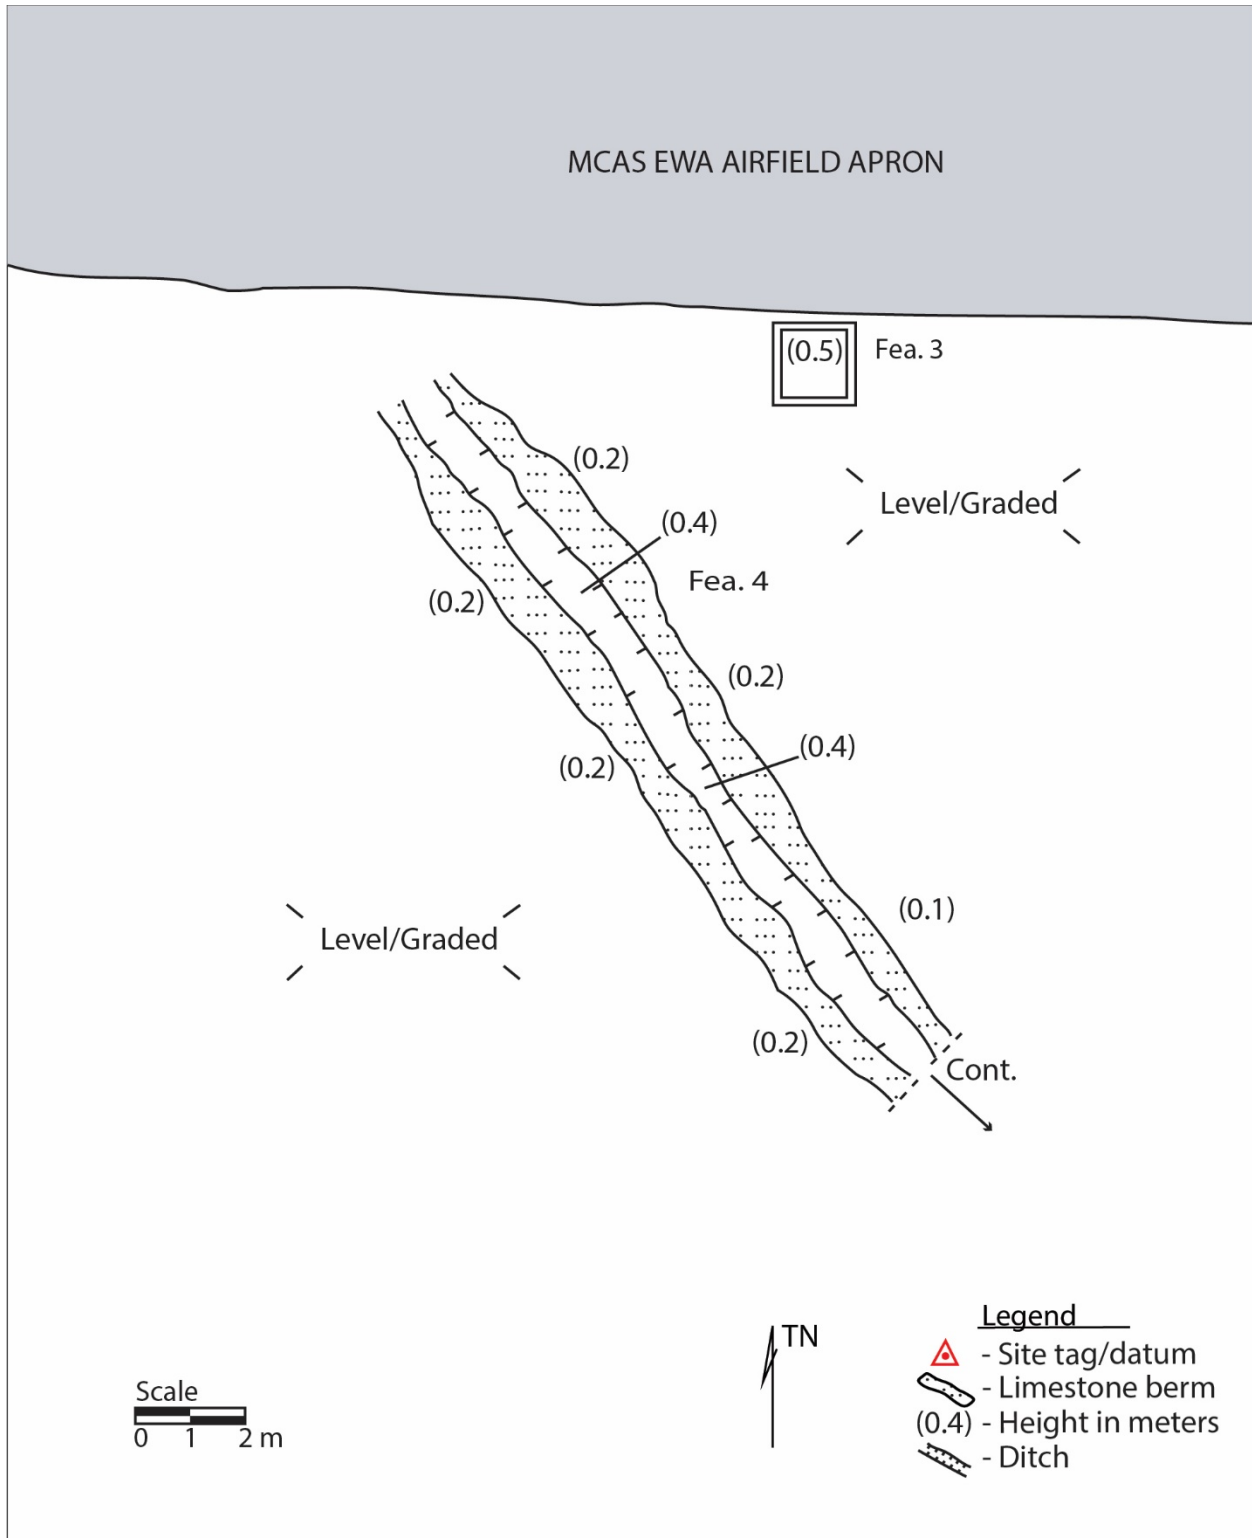 MCAS EWA AIRFIELD APRON
(0.5)
Fea. 3
(0.2)
Level/Graded
(0.4)
Fea. 4
(0.2)
(0.2)
(0.4)
(0.2)
(0.1)
Level/Graded
(0.2)
Cont.
TN
Legend
- Site tag/datum
- Limestone berm
(0.4) - Height in meters
- Ditch
Scale
0 1 2 m